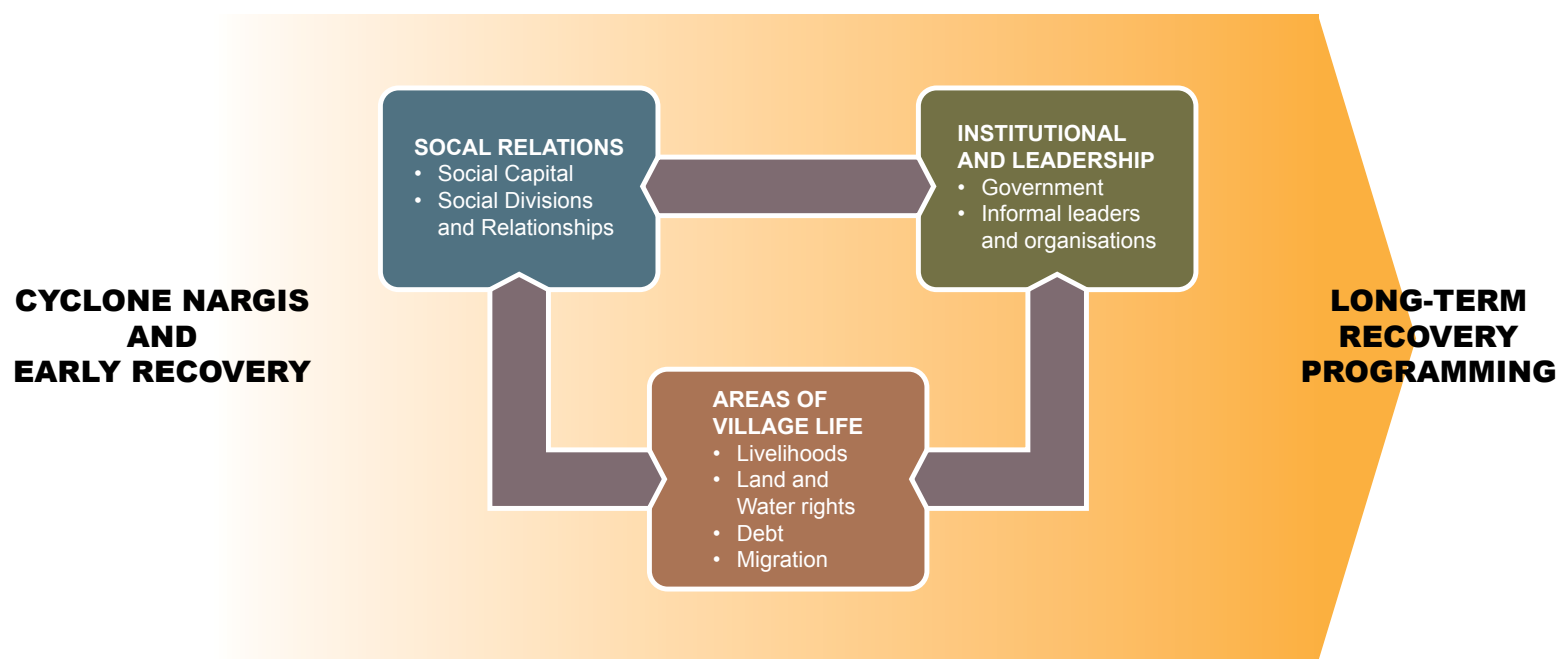 CYCLONE NARGIS
AND
EARLY RECOVERY
SOCAL RELATIONS
• Social Capital
• Social Divisions
and Relationships
INSTITUTIONAL
AND LEADERSHIP
• Government
• Informal leaders
and organisations
AREAS OF
VILLAGE LIFE
• Livelihoods
• Land and
Water rights
• Debt
• Migration
LONG-TERM
RECOVERY
PROGRAMMING